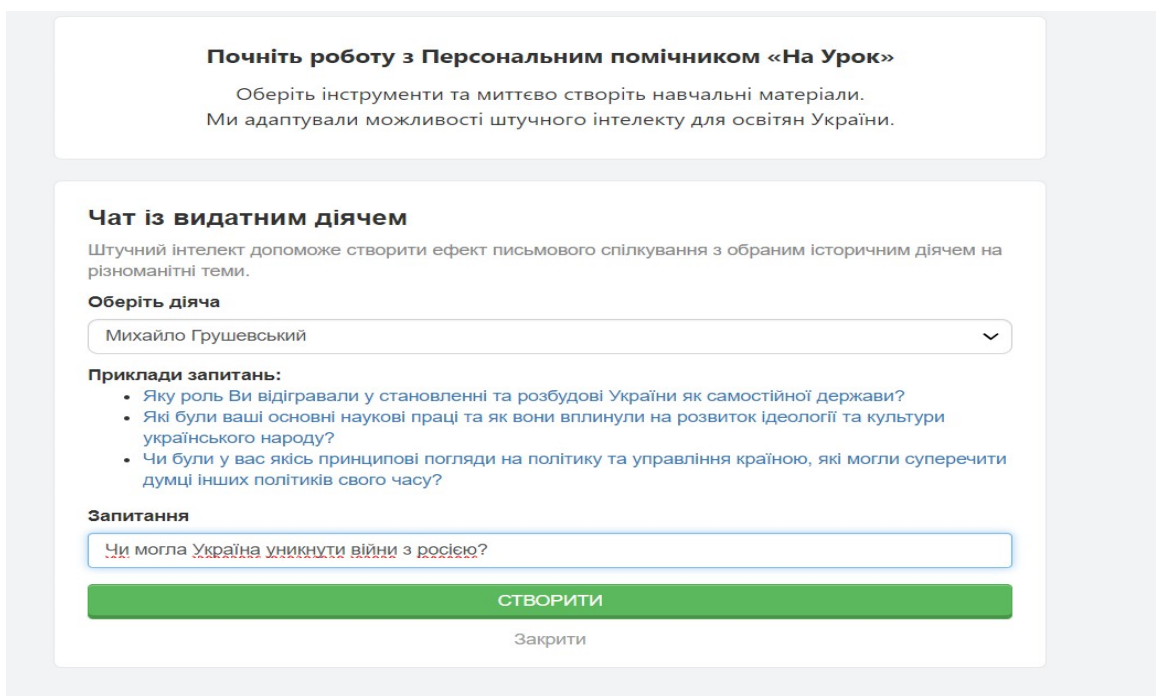 Почніть роботу з Персональним помічником «На Урок»
Оберіть інструменти та миттєво створіть навчальні матеріали.
Ми адаптували можливості штучного інтелекту для освітян України.
Чат із видатним діячем
Штучний інтелект допоможе створити ефект письмового спілкування з обраним історичним діячем на
різноманітні теми.
Оберіть діяча
Михайло Грушевський
Приклади запитань:
• Яку роль Ви відігравали у становленні та розбудові України як самостійної держави?
• Які були ваші основні наукові праці та як вони вплинули на розвиток ідеології та культури
українського народу?
• Чи були у вас якісь принципові погляди на політику та управління країною, які могли суперечити
думці інших політиків свого часу?
Запитання
Чи могла Україна уникнути війни з росією?
СТВОРИТИ
Закрити